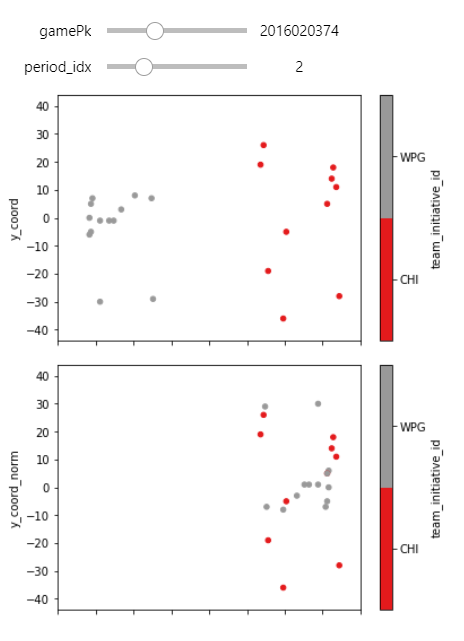 gamePk 2016020374
period_idx 2
40
30
20
10
0
−10
−20
−30
−40
y_coord
WPG
CHI
team_initiative_id
40
30
20
10
0
−10
−20
−30
−40
y_coord_norm
WPG
CHI
team_initiative_id